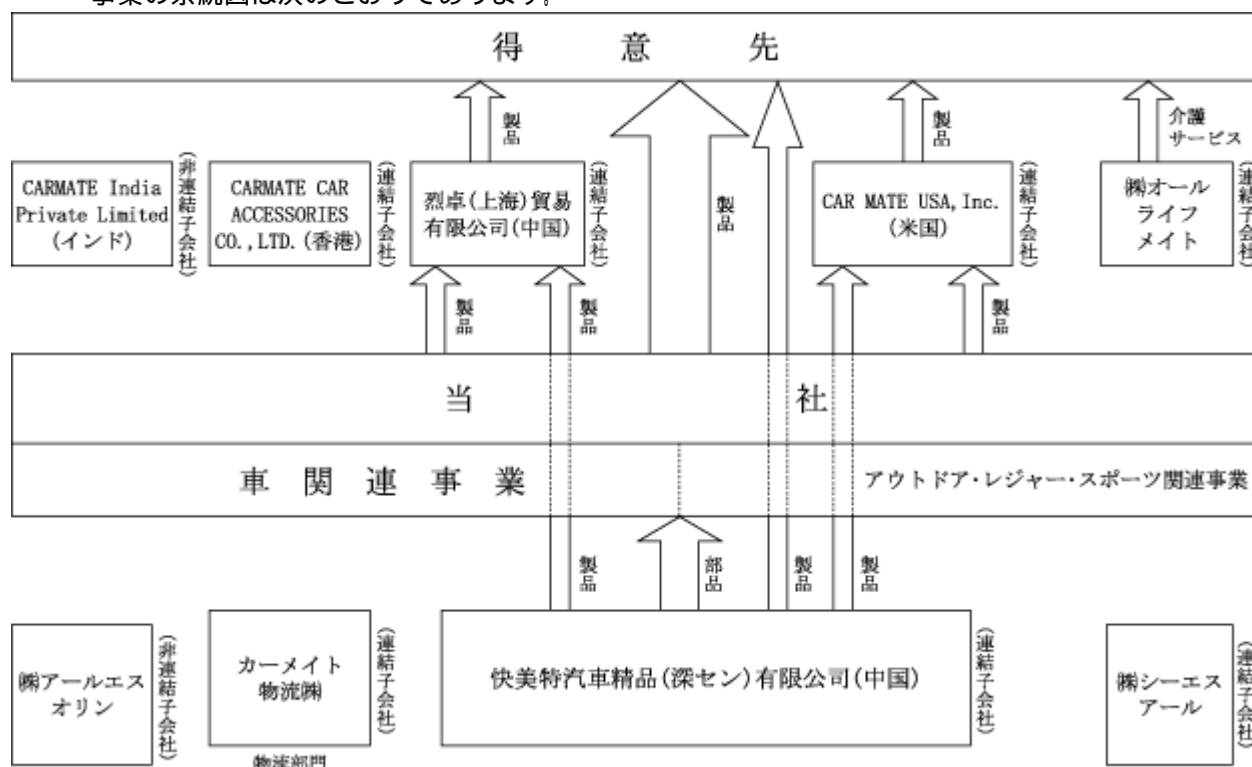 事業の系統図は次のとおりであります。
得意先
製品
製品
製品
介護
サービス
CARMATE India
Private Limited
(インド)
(非連結子会社)
CARMATE CAR
ACCESSORIES
CO.,LTD.(香港)
(連結子会社)
烈卓(上海)貿易
有限公司(中国)
(連結子会社)
CAR MATE USA,Inc.
(米国)
(連結子会社)
㈱オール
ライフ
メイト
(連結子会社)
製品
製品
製品
当社
車関連事業
アウトドア・レジャー・スポーツ関連事業
製品
部品
製品
製品
㈱アールエス
オリン
(非連結子会社)
カーメイト
物流㈱
(連結子会社)
物流部門
快美特汽車精品(深セン)有限公司(中国)
(連結子会社)
㈱シーエス
アール
(連結子会社)